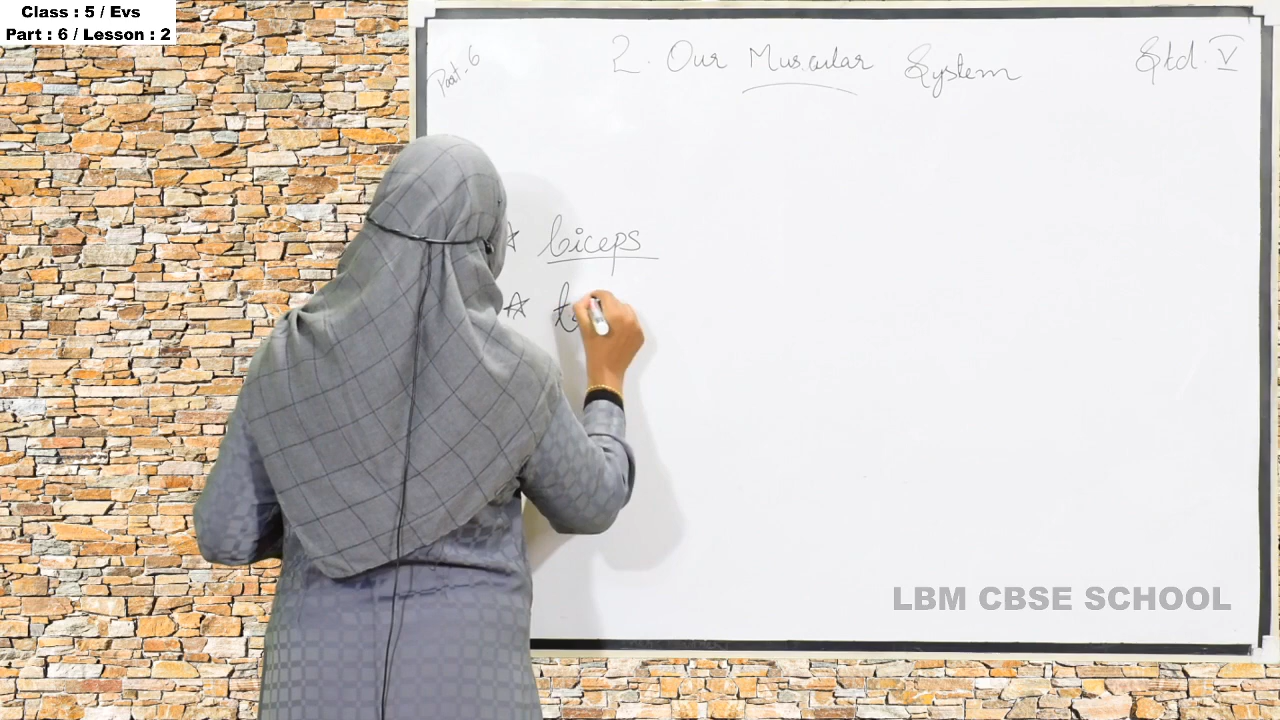 Class : 5 / Evs
Part : 6 / Lesson : 2
Part-6
2. Our Muscular System
Std. V
☆ biceps
☆ t
LBM CBSE SCHOOL